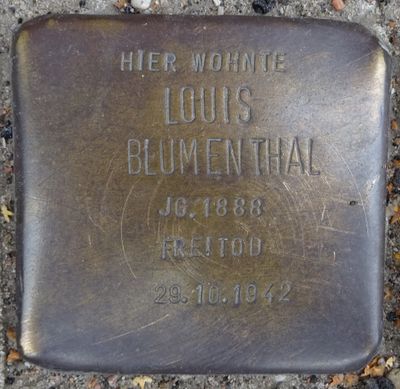 HIER WOHNTE
LOUIS
BLUMENTHAL
JG. 1888
FREITOD
29.10.1942